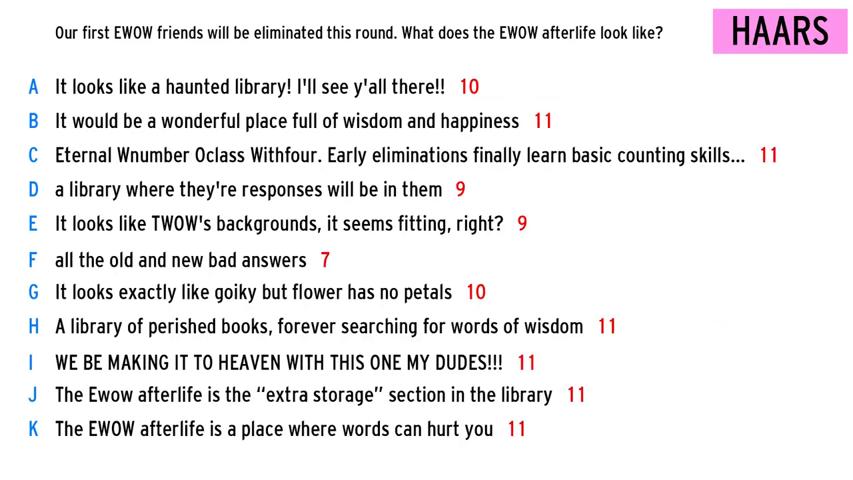 Our first EWOW friends will be eliminated this round. What does the EWOW afterlife look like?
HAARS
A It looks like a haunted library! I'll see y'all there!! 10
B It would be a wonderful place full of wisdom and happiness 11
C Eternal Wnumber Oclass Withfour. Early eliminations finally learn basic counting skills... 11
D a library where they're responses will be in them 9
E It looks like TWOW's backgrounds, it seems fitting, right? 9
F all the old and new bad answers 7
G It looks exactly like goiky but flower has no petals 10
H A library of perished books, forever searching for words of wisdom 11
I WE BE MAKING IT TO HEAVEN WITH THIS ONE MY DUDES!!! 11
J The Ewow afterlife is the “extra storage” section in the library 11
K The EWOW afterlife is a place where words can hurt you 11